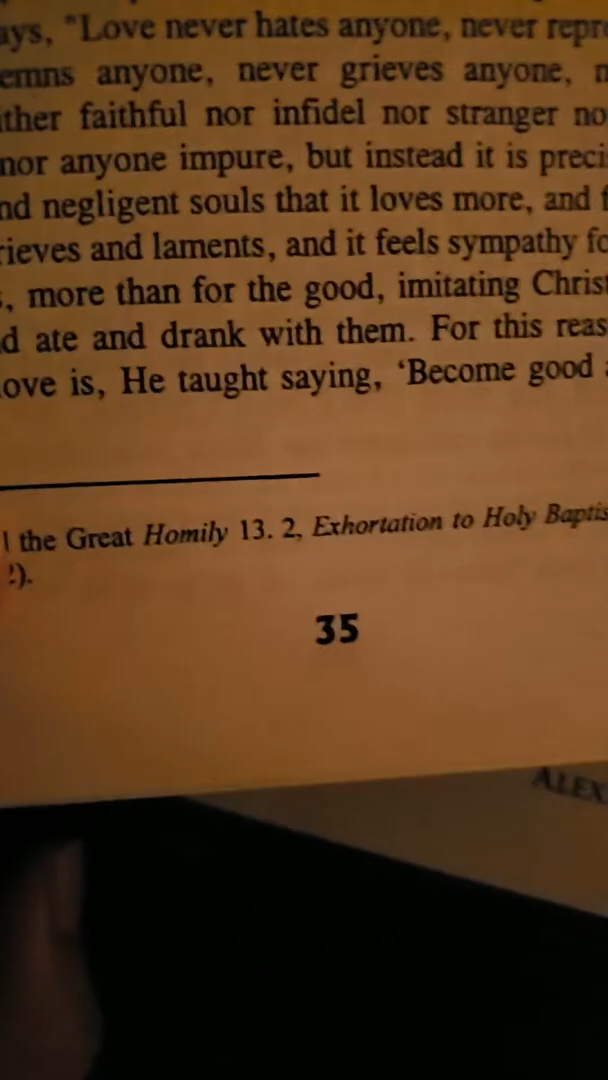 ays, "Love never hates anyone, never repr
emns anyone, never grieves anyone, n
ither faithful nor infidel nor stranger no
nor anyone impure, but instead it is preci
nd negligent souls that it loves more, and f
rieves and laments, and it feels sympathy fo
s, more than for the good, imitating Christ
d ate and drank with them. For this reas
love is, He taught saying, ‘Become good a
l the Great Homily 13. 2, Exhortation to Holy Baptis
2).
35
ALEX